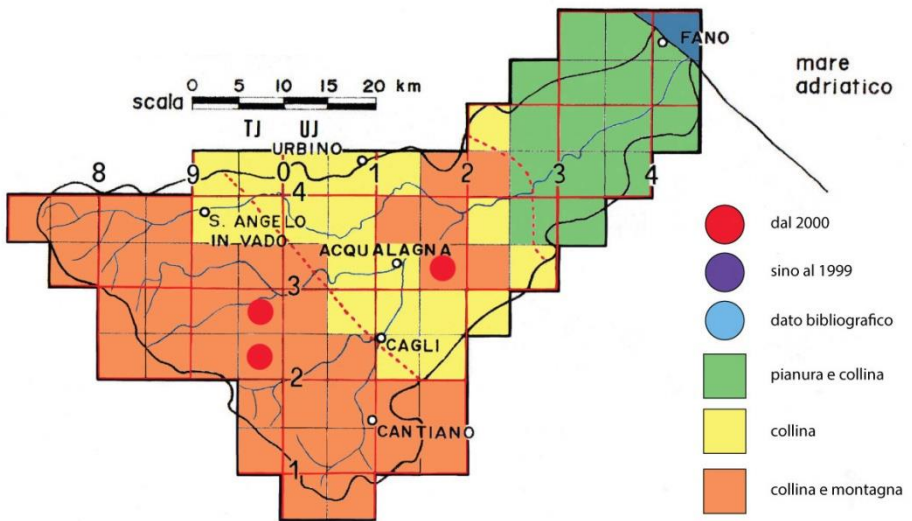 FANO
mare
adriatico
scala 0 5 10 15 20 km
TJ UJ
URBINO
8 9 0 1 2 3 4
4
S. ANGELO
IN VADO
ACQUALAGNA
3
CAGLI
2
CANTIANO
1
dal 2000
sino al 1999
dato bibliografico
pianura e collina
collina
collina e montagna